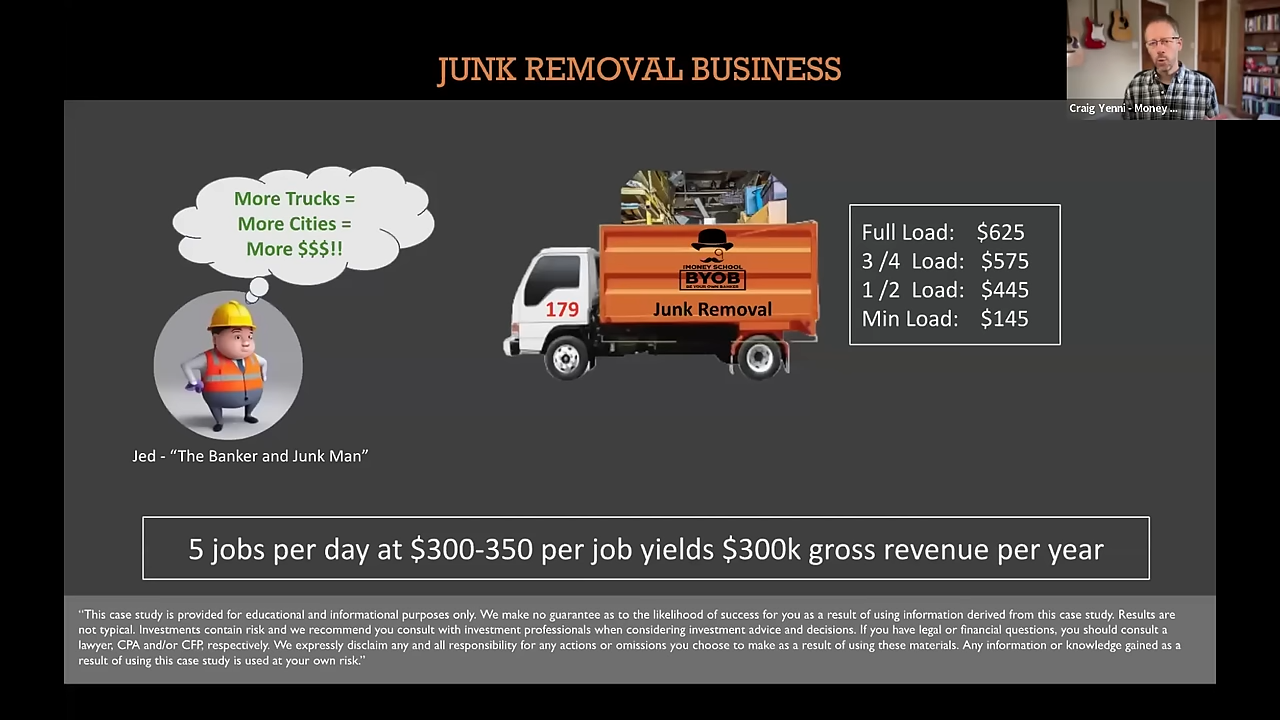 Craig Yenni - Money ...
JUNK REMOVAL BUSINESS
More Trucks =
More Cities =
More $$$!!
THE MONEY SCHOOL
BYOB
BE YOUR OWN BANKER
179
Junk Removal
Full Load: $625
3 /4 Load: $575
1 /2 Load: $445
Min Load: $145
Jed - “The Banker and Junk Man”
5 jobs per day at $300-350 per job yields $300k gross revenue per year
“This case study is provided for educational and informational purposes only. We make no guarantee as to the likelihood of success for you as a result of using information derived from this case study. Results are
not typical. Investments contain risk and we recommend you consult with investment professionals when considering investment advice and decisions. If you have legal or financial questions, you should consult a
lawyer, CPA and/or CFP, respectively. We expressly disclaim any and all responsibility for any actions or omissions you choose to make as a result of using these materials. Any information or knowledge gained as a
result of using this case study is used at your own risk.”